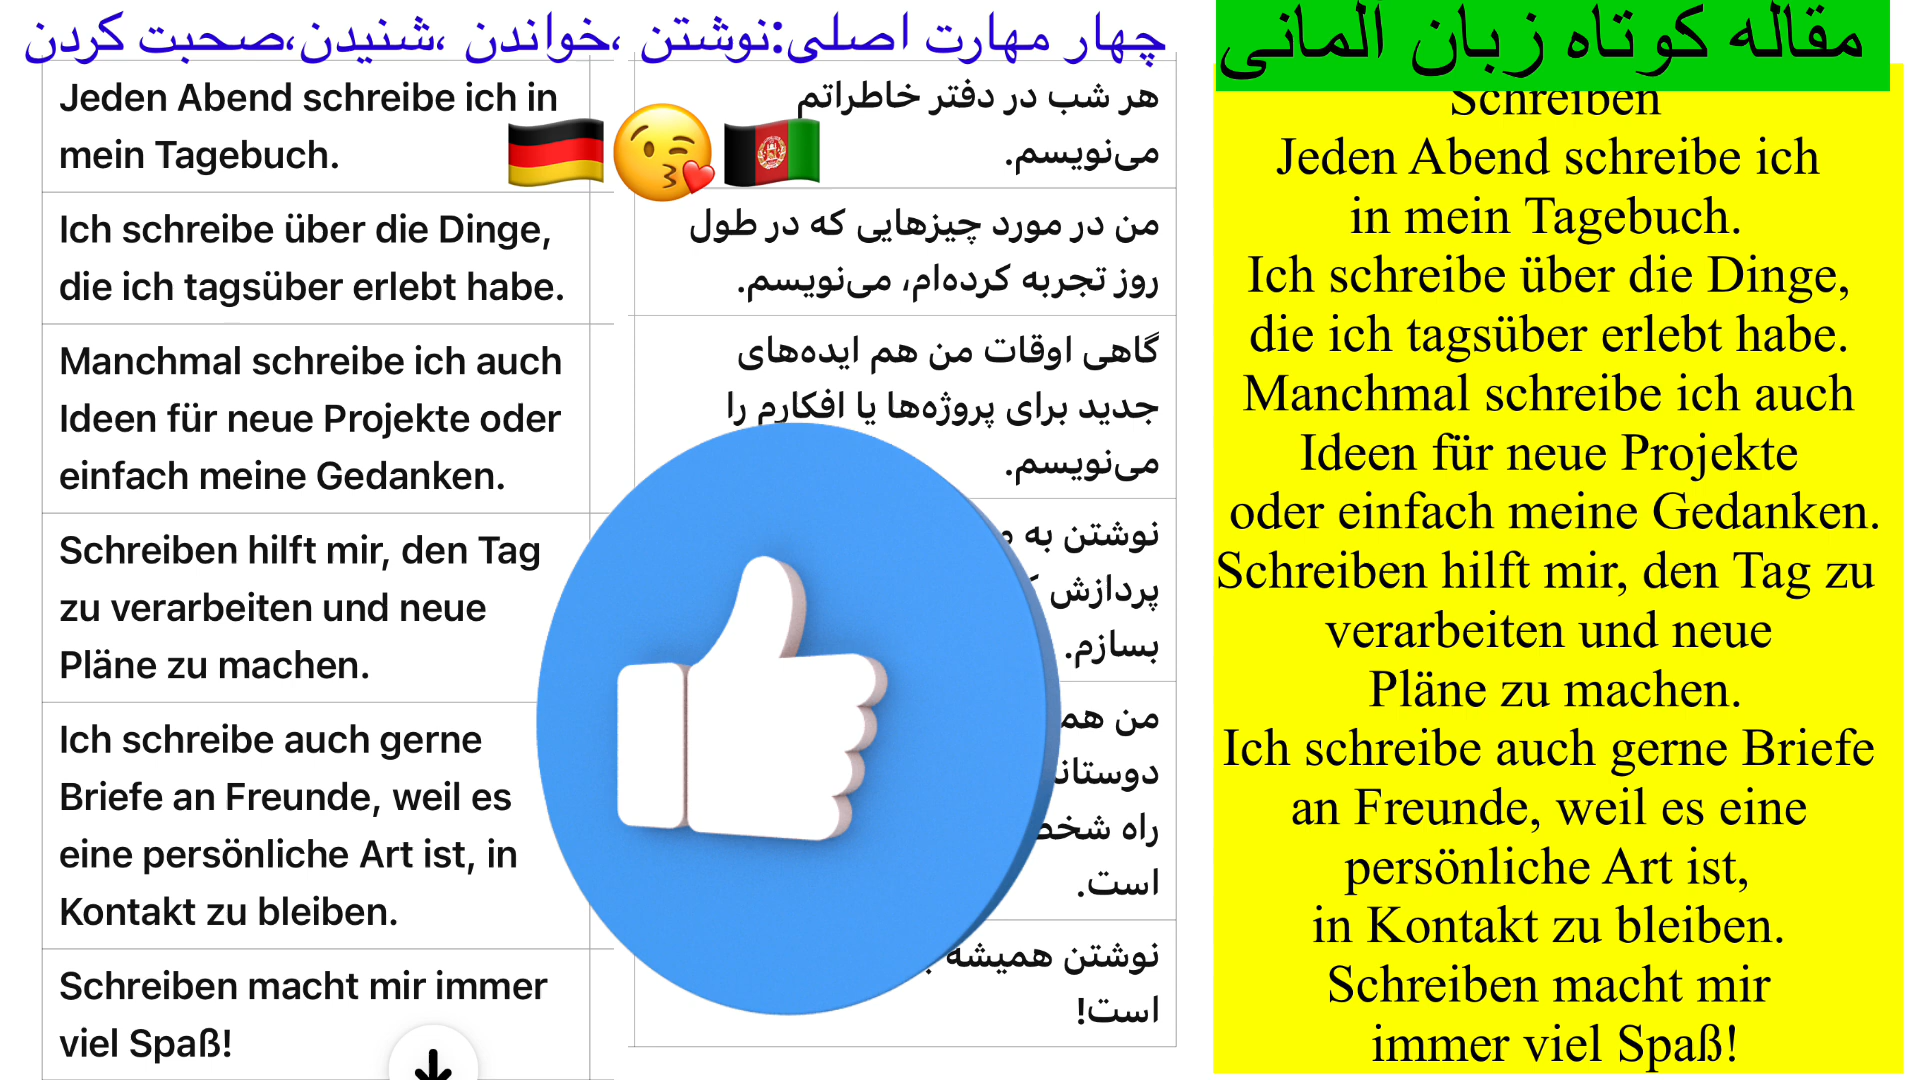 چهار مهارت اصلی:نوشتن ،خواندن ،شنیدن،صحبت کردن
Jeden Abend schreibe ich in
mein Tagebuch.
Ich schreibe über die Dinge,
die ich tagsüber erlebt habe.
Manchmal schreibe ich auch
Ideen für neue Projekte oder
einfach meine Gedanken.
Schreiben hilft mir, den Tag
zu verarbeiten und neue
Pläne zu machen.
Ich schreibe auch gerne
Briefe an Freunde, weil es
eine persönliche Art ist, in
Kontakt zu bleiben.
Schreiben macht mir immer
viel Spaß!
هر شب در دفتر خاطراتم
می‌نویسم.
من در مورد چیزهایی که در طول
روز تجربه کرده‌ام، می‌نویسم.
گاهی اوقات من هم ایده‌های
جدید برای پروژه‌ها یا افکارم را
می‌نویسم.
نوشتن به
پردازش
بسازم.
من
راه
است.
نوشتن همیشه
است!
مقاله کوتاه زبان آلمانی
Schreiben
Jeden Abend schreibe ich
in mein Tagebuch.
Ich schreibe über die Dinge,
die ich tagsüber erlebt habe.
Manchmal schreibe ich auch
Ideen für neue Projekte
oder einfach meine Gedanken.
Schreiben hilft mir, den Tag zu
verarbeiten und neue
Pläne zu machen.
Ich schreibe auch gerne Briefe
an Freunde, weil es eine
persönliche Art ist,
in Kontakt zu bleiben.
Schreiben macht mir
immer viel Spaß!